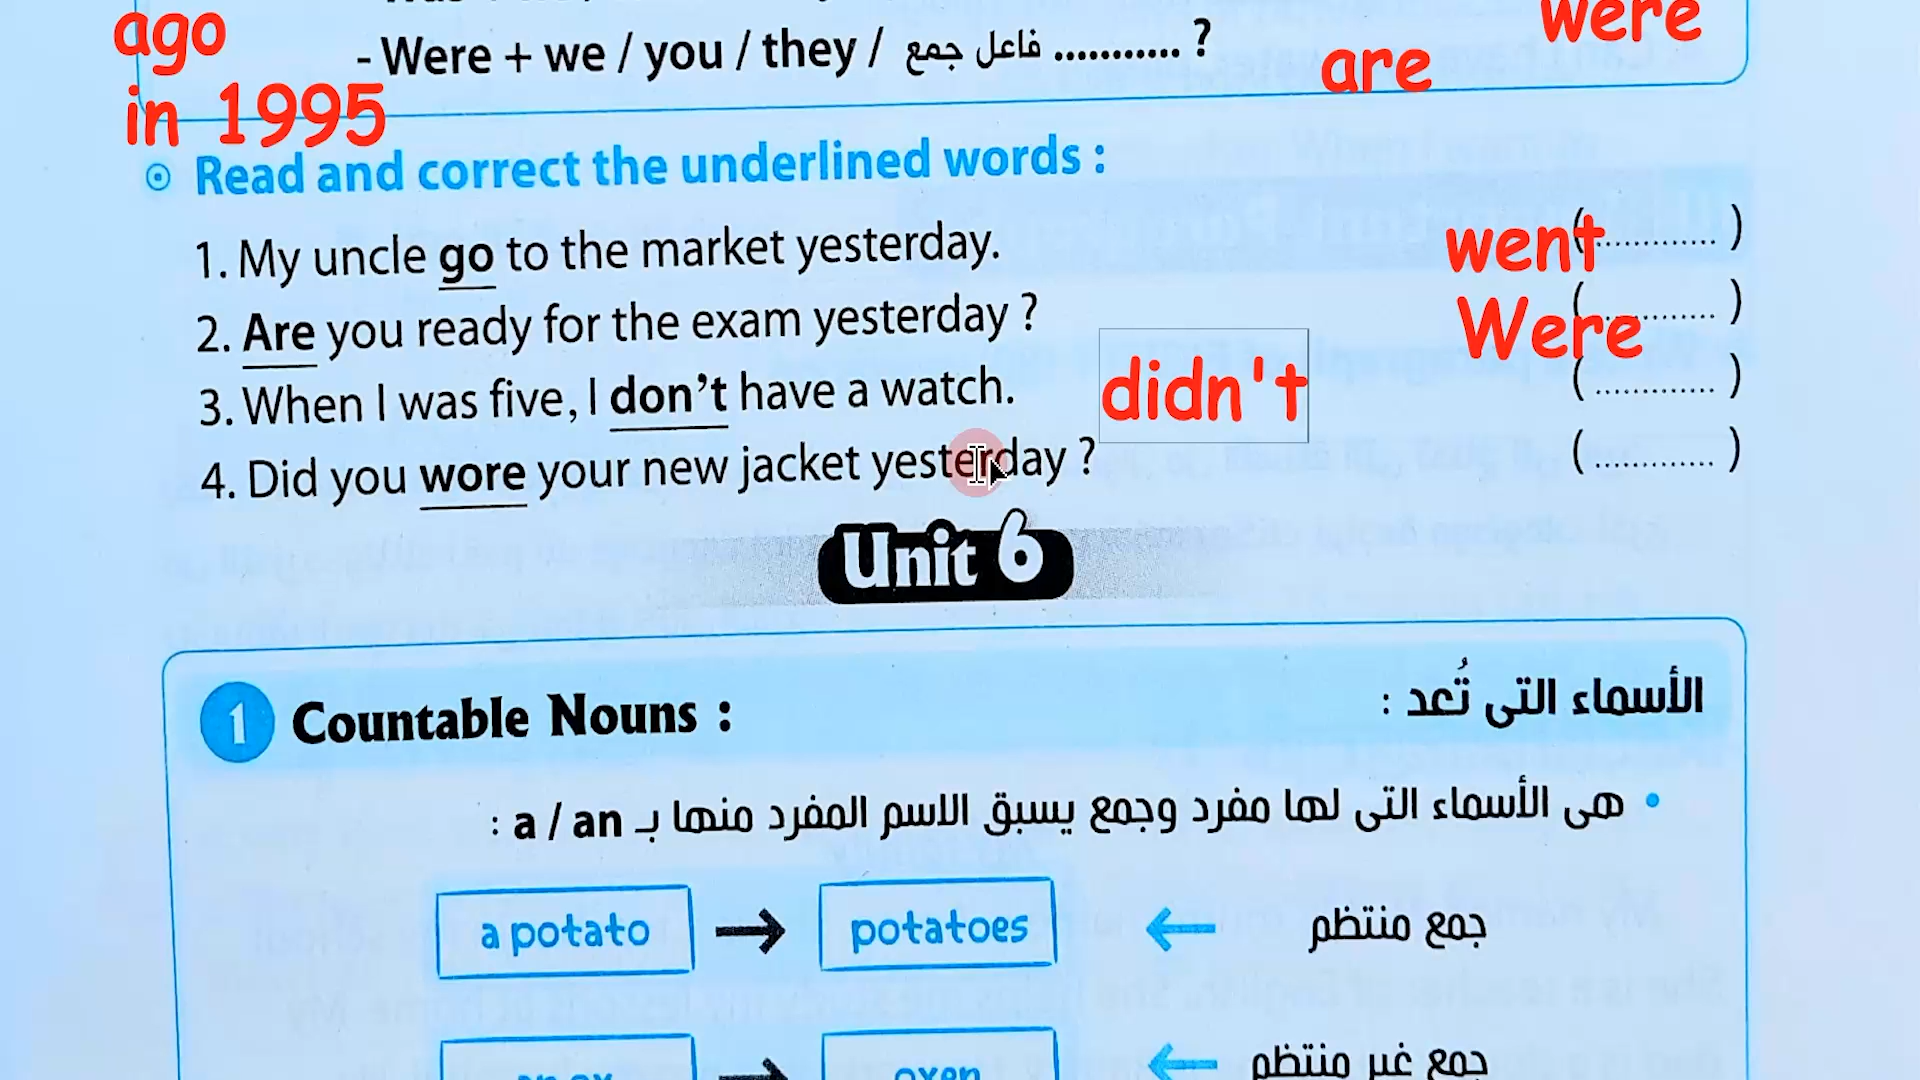 ago
were
- Were + we / you / they / فاعل جمع ............ ?
are
in 1995
Read and correct the underlined words :
1. My uncle go to the market yesterday. (.............)
went
2. Are you ready for the exam yesterday ? (.............)
Were
3. When I was five, I don't have a watch. (.............)
didn't
4. Did you wore your new jacket yesterday ? (.............)
Unit 6
1 Countable Nouns : الأسماء التى تُعد :
• هى الأسماء التى لها مفرد وجمع يسبق الاسم المفرد منها بـ a / an :
a potato → potatoes ← جمع منتظم
an ox → oxen ← جمع غير منتظم